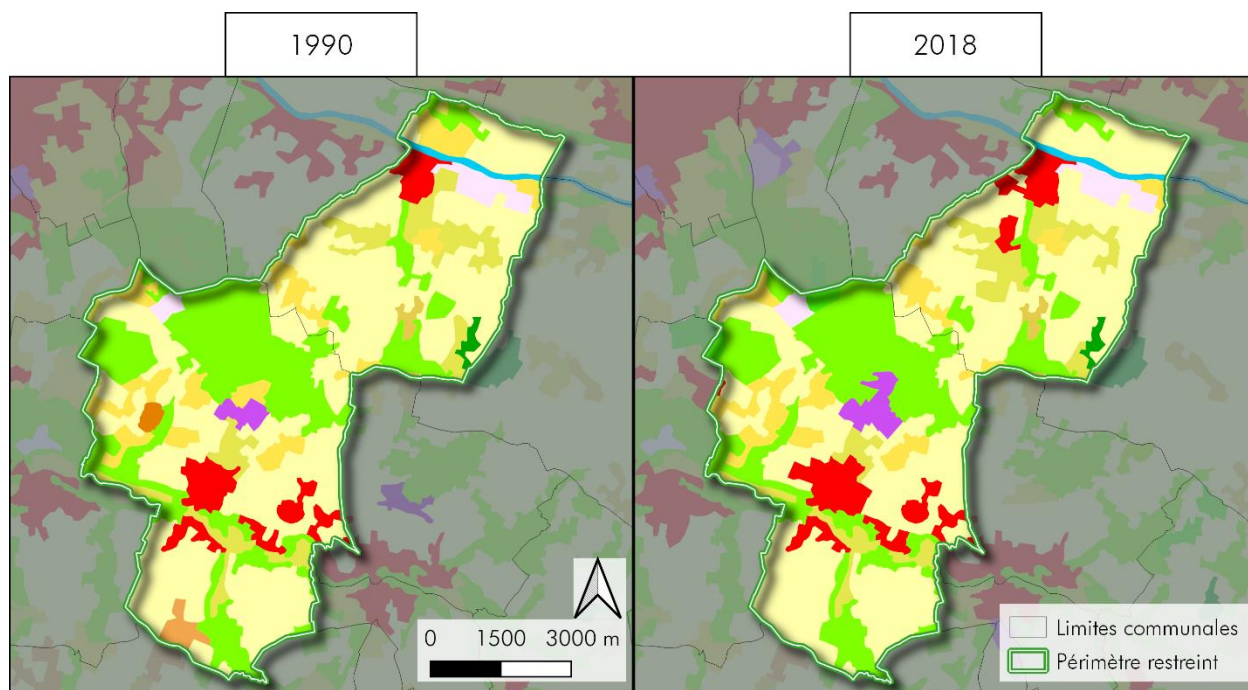 1990
2018
0 1500 3000 m
Limites communales
Périmètre restreint